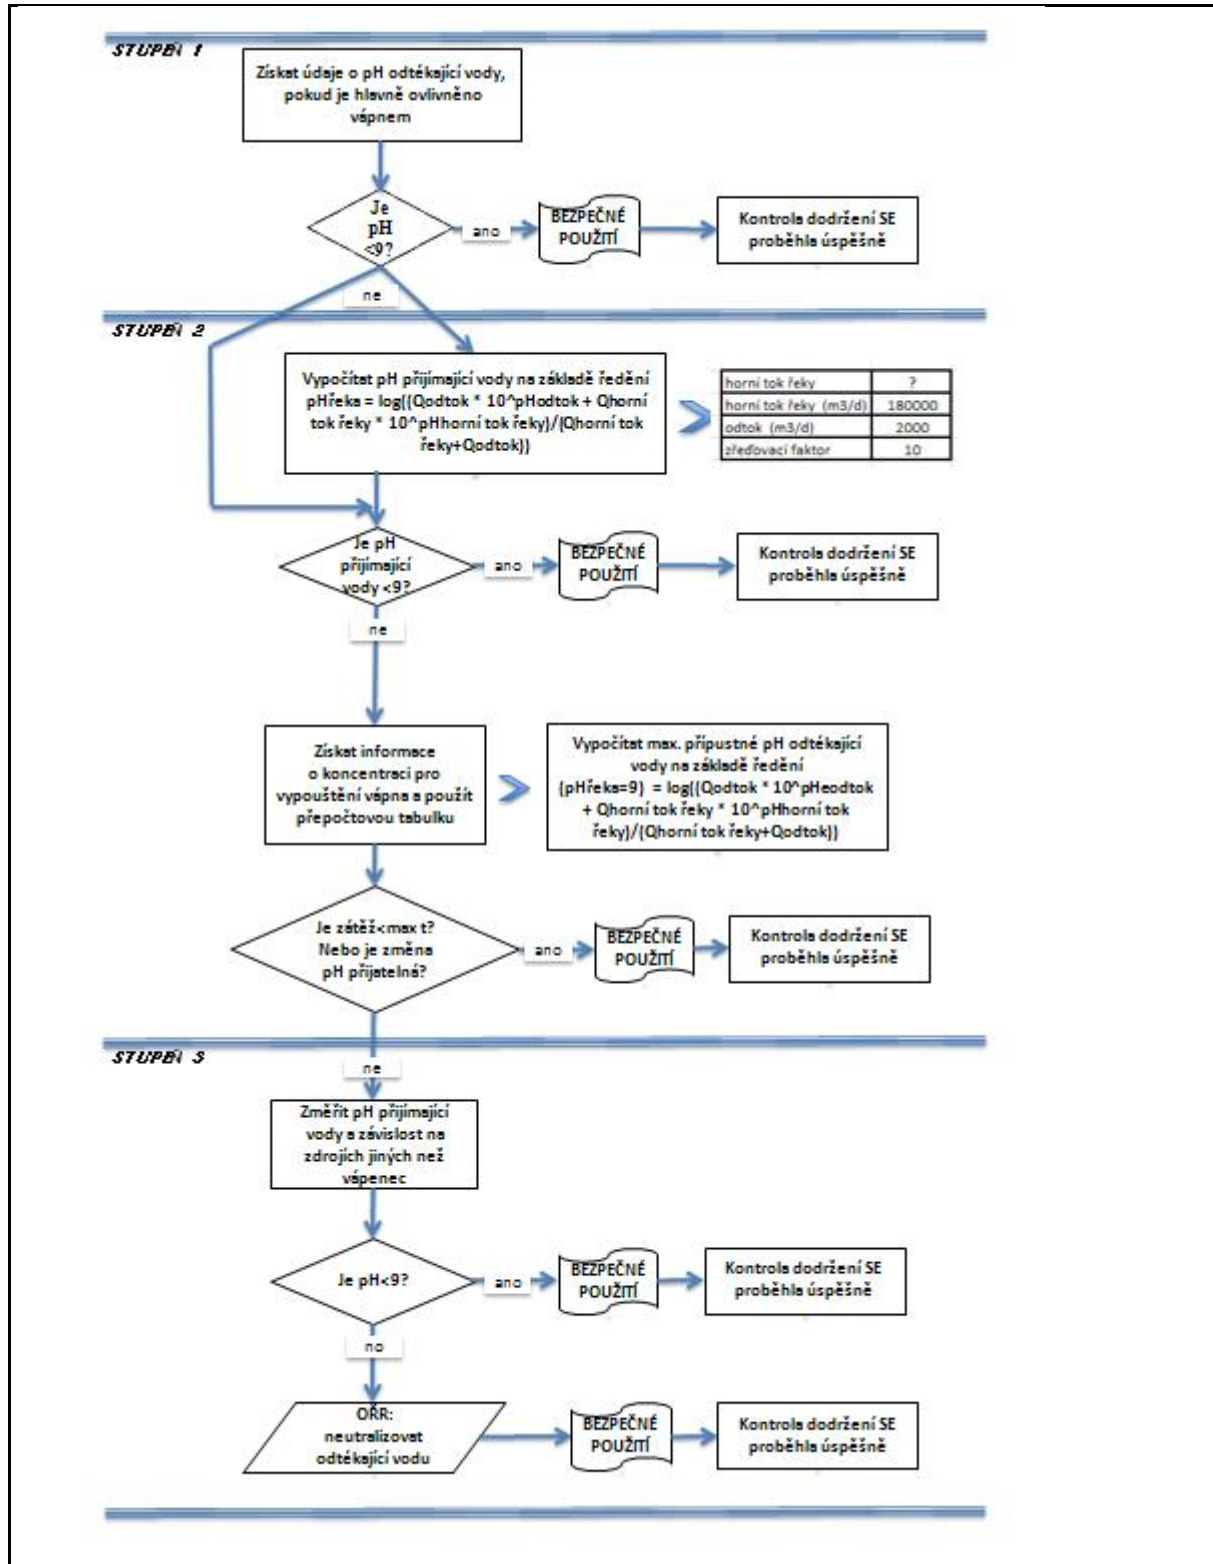 STUPEŇ 1
Získat údaje o pH odtékající vody,
pokud je hlavně ovlivněno
vápnem
Je
pH
<9?
ano
BEZPEČNÉ
POUŽITÍ
Kontrola dodržení SE
proběhla úspěšně
ne
STUPEŇ 2
Vypočítat pH přijímající vody na základě ředění
pHřeka = log((Qodtok * 10^pHodtok + Qhorní
tok řeky * 10^pHhorní tok řeky)/(Qhorní tok
řeky+Qodtok))
horní tok řeky ?
horní tok řeky (m3/d) 180000
odtok (m3/d) 2000
zřeďovací faktor 10
Je pH
přijímající
vody <9?
ano
BEZPEČNÉ
POUŽITÍ
Kontrola dodržení SE
proběhla úspěšně
ne
Získat informace
o koncentraci pro
vypouštění vápna a použít
přepočtovou tabulku
Vypočítat max. přípustné pH odtékající
vody na základě ředění
(pHřeka=9) = log((Qodtok * 10^pHeodtok
+ Qhorní tok řeky * 10^pHhorní tok
řeky)/(Qhorní tok řeky+Qodtok))
Je zátěž<max t?
Nebo je změna
pH přijatelná?
ano
BEZPEČNÉ
POUŽITÍ
Kontrola dodržení SE
proběhla úspěšně
STUPEŇ 3
ne
Změřit pH přijímající
vody a závislost na
zdrojích jiných než
vápenec
Je pH<9?
ano
BEZPEČNÉ
POUŽITÍ
Kontrola dodržení SE
proběhla úspěšně
no
OŘR:
neutralizovat
odtékající vodu
BEZPEČNÉ
POUŽITÍ
Kontrola dodržení SE
proběhla úspěšně